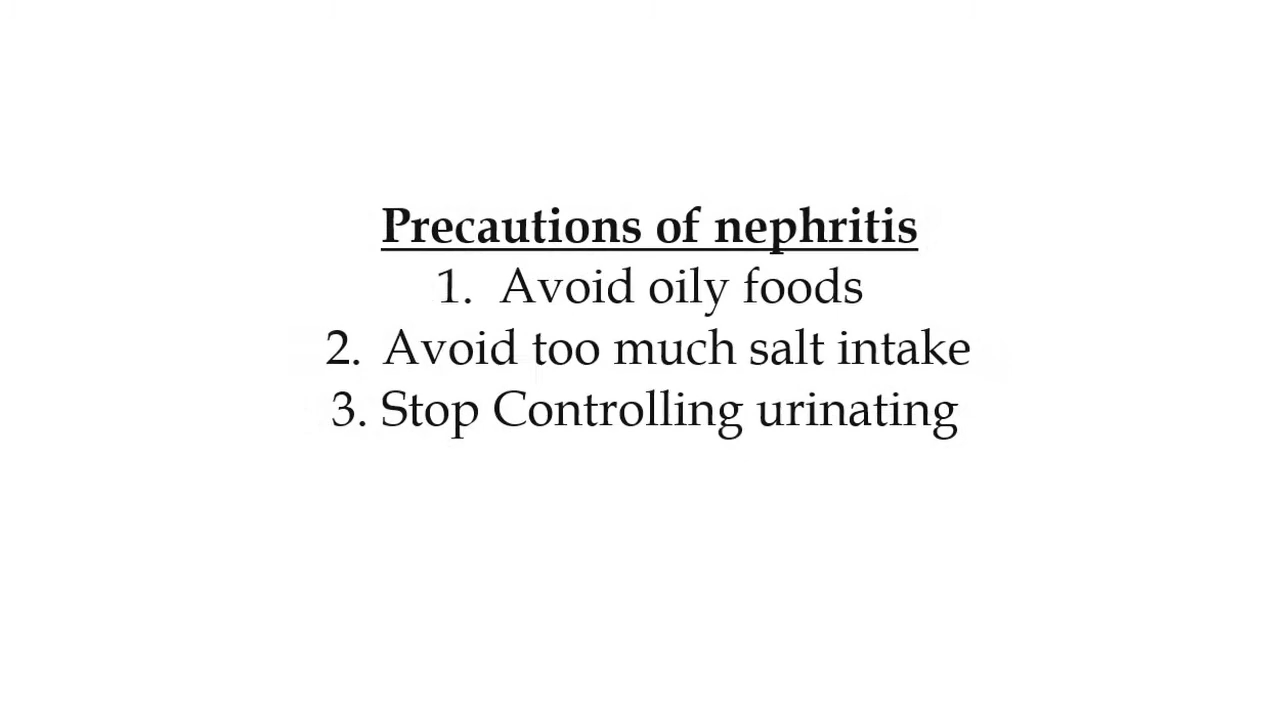 Precautions of nephritis
1. Avoid oily foods
2. Avoid too much salt intake
3. Stop Controlling urinating